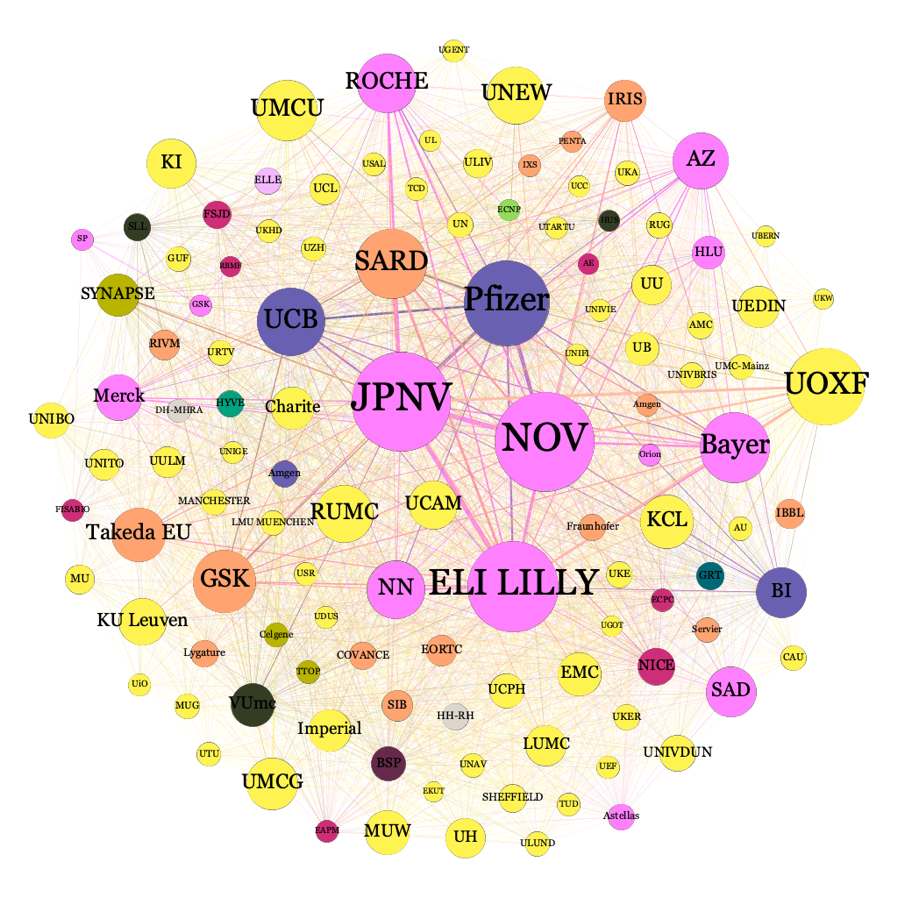 UGENT
ROCHE
UNEW
IRIS
UMCU
UL
PENTA
KI
USAL
ULIV
IXS
AZ
ELLE
UCL
TCD
UCC
UKA
FSJD
ECNP
SLL
UKHD
UN
UTARTU
HUS
RUG
SP
UZH
UBERN
GUF
RBMF
SARD
AE
HLU
SYNAPSE
GSK
UCB
Pfizer
UU
UEDIN
UKW
UNIVIE
AMC
RIVM
URTV
UNIFI
UB
UNIVBRIS
UMC-Mainz
UOXF
Merck
DH-MHRA
HYVE
Charite
JPNV
Amgen
UNIBO
NOV
Bayer
UNITO
UULM
UNIGE
Amgen
Orion
FISABIO
MANCHESTER
LMU MUENCHEN
RUMC
UCAM
KCL
IBBL
Takeda EU
Fraunhofer
AU
MU
GSK
USR
NN
ELI LILLY
UKE
GRT
BI
ECPC
KU Leuven
UDUS
UGOT
Servier
Celgene
Lygature
COVANCE
EORTC
NICE
CAU
TTOP
EMC
UiO
VUmc
SIB
HH-RH
UCPH
SAD
MUG
UKER
Imperial
LUMC
UNIVDUN
UTU
BSP
UNAV
UEF
UMCG
EKUT
SHEFFIELD
TUD
Astellas
EAPM
MUW
UH
ULUND